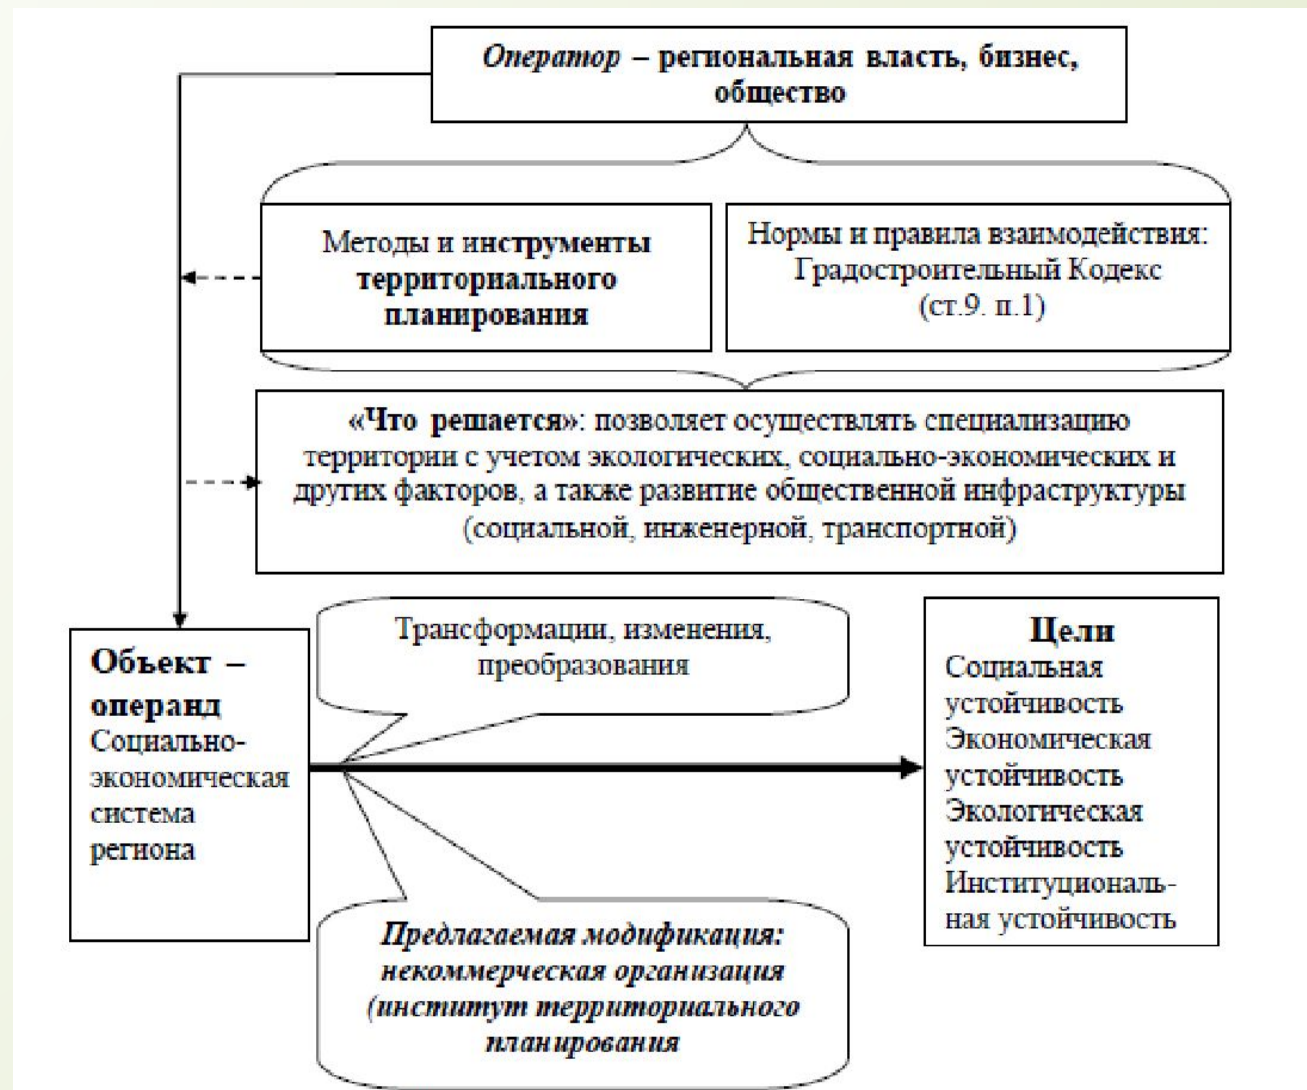 Оператор – региональная власть, бизнес,
общество
Методы и инструменты
территориального
планирования
Нормы и правила взаимодействия:
Градостроительный Кодекс
(ст.9. п.1)
«Что решается»: позволяет осуществлять специализацию
территории с учетом экологических, социально-экономических и
других факторов, а также развитие общественной инфраструктуры
(социальной, инженерной, транспортной)
Объект –
операнд
Социально-
экономическая
система
региона
Трансформации, изменения,
преобразования
Предлагаемая модификация:
некоммерческая организация
(институт территориального
планирования
Цели
Социальная
устойчивость
Экономическая
устойчивость
Экологическая
устойчивость
Институциональ-
ная устойчивость